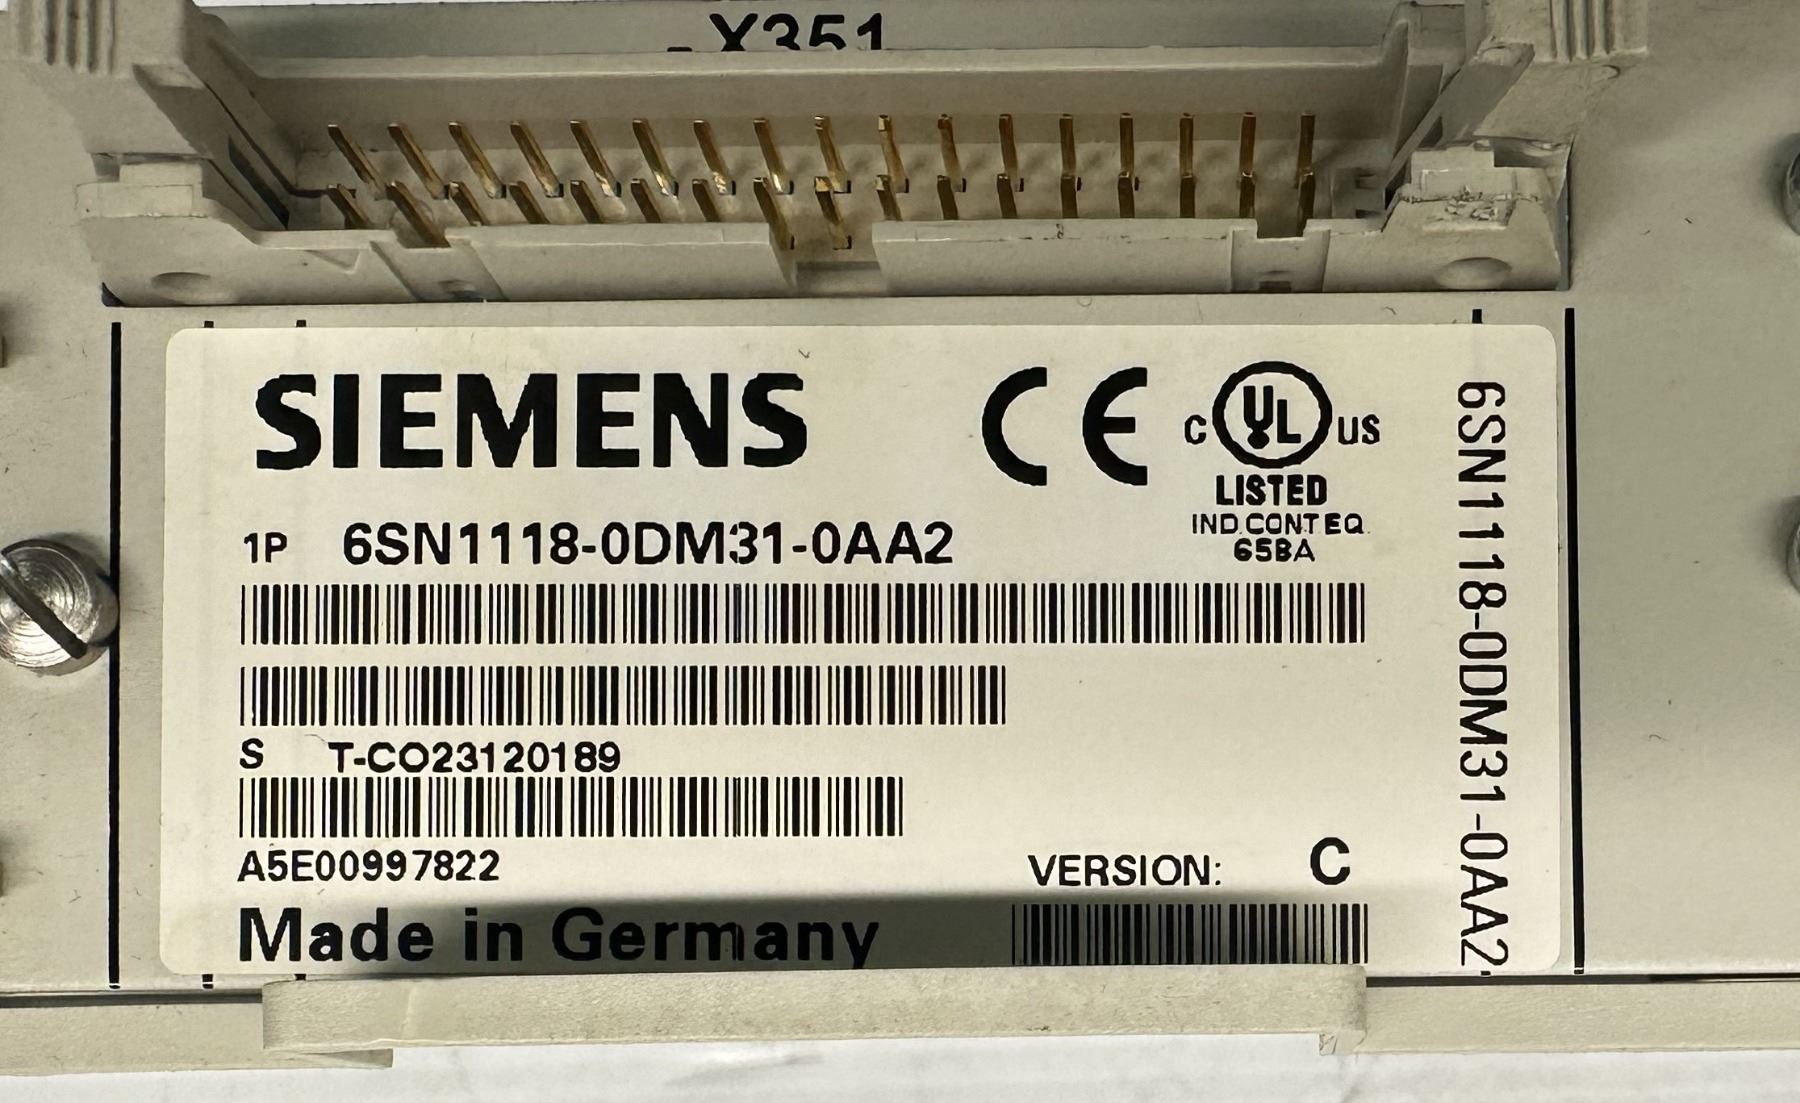 -X351
SIEMENS
CE
C UL US
LISTED
IND.CONT.EQ.
65BA
1P 6SN1118-0DM31-0AA2
S T-CO23120189
A5E00997822
VERSION: C
Made in Germany
6SN1118-0DM31-0AA2